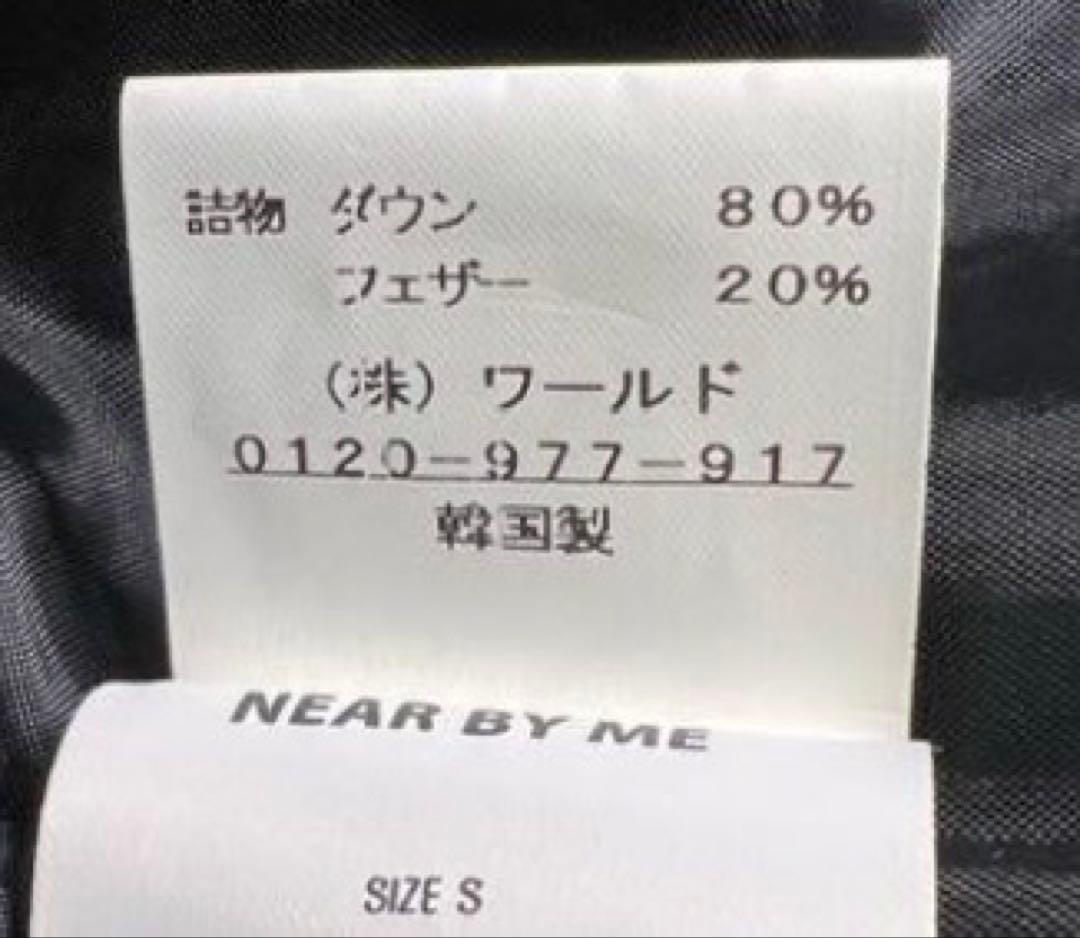 詰物 ダウン 80%
フェザー 20%
(株) ワールド
0120-977-917
韓国製
NEAR BY ME
SIZE S